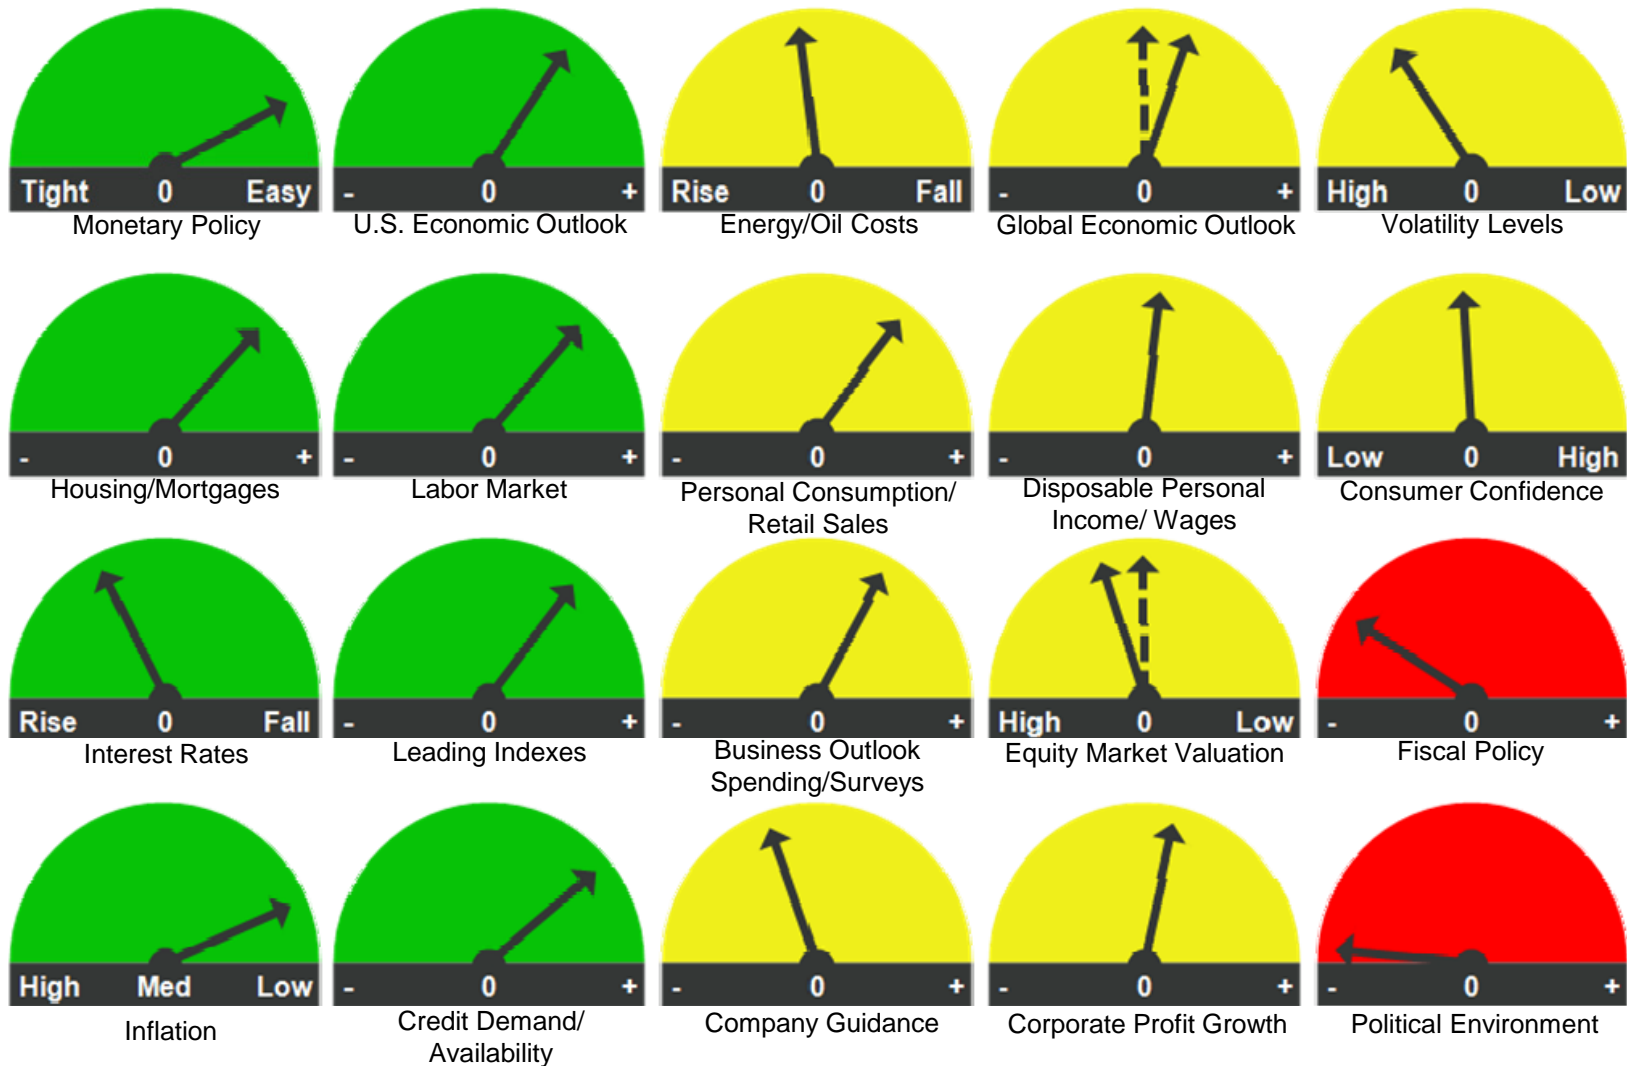 Tight 0 Easy
Monetary Policy
- 0 +
U.S. Economic Outlook
Rise 0 Fall
Energy/Oil Costs
- 0 +
Global Economic Outlook
High 0 Low
Volatility Levels
- 0 +
Housing/Mortgages
- 0 +
Labor Market
- 0 +
Personal Consumption/
Retail Sales
- 0 +
Disposable Personal
Income/ Wages
Low 0 High
Consumer Confidence
Rise 0 Fall
Interest Rates
- 0 +
Leading Indexes
- 0 +
Business Outlook
Spending/Surveys
High 0 Low
Equity Market Valuation
- 0 +
Fiscal Policy
High Med Low
Inflation
- 0 +
Credit Demand/
Availability
- 0 +
Company Guidance
- 0 +
Corporate Profit Growth
- 0 +
Political Environment